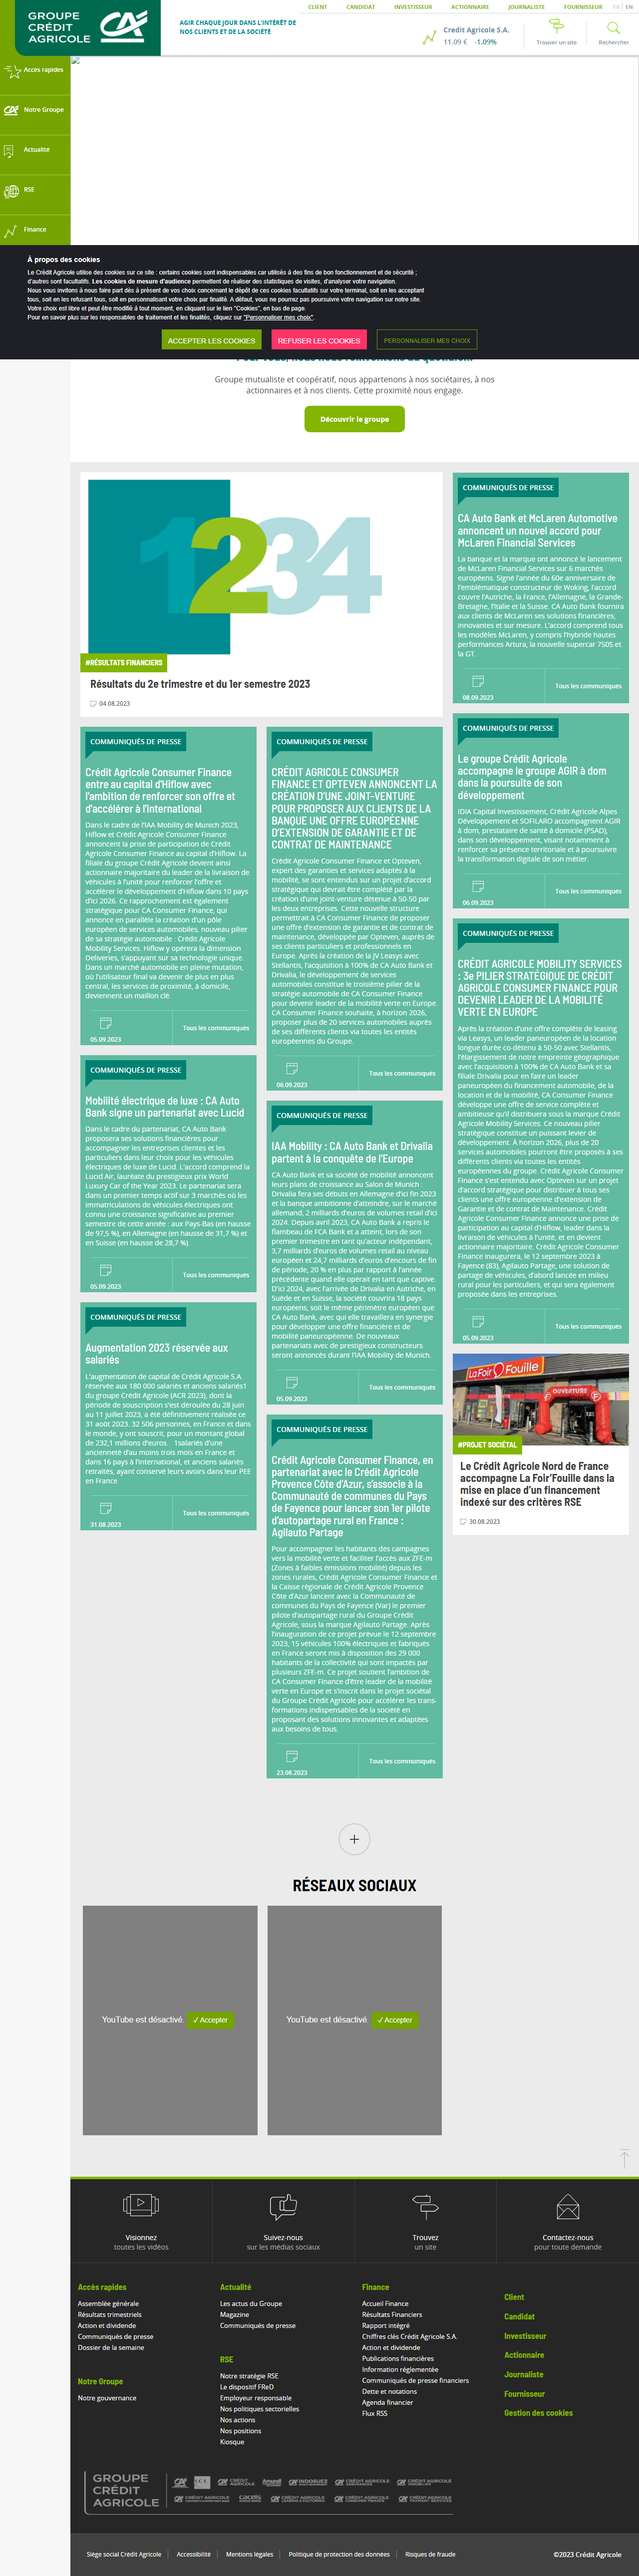 GROUPE
CRÉDIT
AGRICOLE
AGIR CHAQUE JOUR DANS L'INTÉRÊT DE
NOS CLIENTS ET DE LA SOCIÉTÉ
CLIENT CANDIDAT INVESTISSEUR ACTIONNAIRE JOURNALISTE FOURNISSEUR FR EN
Credit Agricole S.A.
11.09 € -1.09%
Trouver un site
Rechercher
Accès rapides
Notre Groupe
Actualité
RSE
Finance
À propos des cookies
Le Crédit Agricole utilise des cookies sur ce site : certains cookies sont indispensables car utilisés à des fins de bon fonctionnement et de sécurité ;
d'autres sont facultatifs. Les cookies de mesure d'audience permettent de réaliser des statistiques de visites, d'analyser votre navigation.
Nous vous invitons à nous faire part dès à présent de vos choix concernant le dépôt de ces cookies facultatifs sur votre terminal, soit en les acceptant
tous, soit en les refusant tous, soit en personnalisant votre choix par finalité. A défaut, vous ne pourrez pas poursuivre votre navigation sur notre site.
Votre choix est libre et peut être modifié à tout moment, en cliquant sur le lien "Cookies", en bas de page.
Pour en savoir plus sur les responsables de traitement et les finalités, cliquez sur "Personnaliser mes choix".
ACCEPTER LES COOKIES
REFUSER LES COOKIES
PERSONNALISER MES CHOIX
Groupe mutualiste et coopératif, nous appartenons à nos sociétaires, à nos
actionnaires et à nos clients. Cette proximité nous engage.
Découvrir le groupe
1234
#RÉSULTATS FINANCIERS
Résultats du 2e trimestre et du 1er semestre 2023
04.08.2023
COMMUNIQUÉS DE PRESSE
CA Auto Bank et McLaren Automotive
annoncent un nouvel accord pour
McLaren Financial Services
La banque et la marque ont annoncé le lancement
de McLaren Financial Services sur 6 marchés
européens. Signé l'année du 60e anniversaire de
l'emblématique constructeur de Woking, l'accord
couvre l'Autriche, la France, l'Allemagne, la Grande-
Bretagne, l'Italie et la Suisse. CA Auto Bank fournira
aux clients de McLaren ses solutions financières,
innovantes et sur mesure. L'accord comprend tous
les modèles McLaren, y compris l'hybride hautes
performances Artura, la nouvelle supercar 750S et
la GT.
08.09.2023
Tous les communiqués
COMMUNIQUÉS DE PRESSE
Le groupe Crédit Agricole
accompagne le groupe AGIR à dom
dans la poursuite de son
développement
IDIA Capital Investissement, Crédit Agricole Alpes
Développement et SOFILARO accompagnent AGIR
à dom, prestataire de santé à domicile (PSAD),
dans son développement, visant notamment à
renforcer sa présence territoriale et à poursuivre
la transformation digitale de son métier.
06.09.2023
Tous les communiqués
COMMUNIQUÉS DE PRESSE
CRÉDIT AGRICOLE MOBILITY SERVICES
: 3e PILIER STRATÉGIQUE DE CRÉDIT
AGRICOLE CONSUMER FINANCE POUR
DEVENIR LEADER DE LA MOBILITÉ
VERTE EN EUROPE
Après la création d'une offre complète de leasing
via Leasys, un leader paneuropéen de la location
longue durée co-détenu à 50-50 avec Stellantis,
l'élargissement de notre empreinte géographique
avec l'acquisition à 100% de CA Auto Bank et sa
filiale Drivalia pour en faire un leader
paneuropéen du financement automobile, de la
location et de la mobilité, CA Consumer Finance
développe une offre de service complète et
ambitieuse qu'il distribuera sous la marque Crédit
Agricole Mobility Services. Ce nouveau pilier
stratégique constitue un puissant levier de
développement. À horizon 2026, plus de 20
services automobiles pourront être proposés à ses
différents clients via toutes les entités
européennes du groupe. Crédit Agricole Consumer
Finance s'est entendu avec Opteven sur un projet
d'accord stratégique pour distribuer à tous ses
clients une offre européenne d'extension de
Garantie et de contrat de Maintenance. Crédit
Agricole Consumer Finance annonce une prise de
participation au capital d'Hiflow, leader dans la
livraison de véhicules à l'unité, et en devient
actionnaire majoritaire. Crédit Agricole Consumer
Finance inaugurera, le 12 septembre 2023 à
Fayence (83), Agilauto Partage, une solution de
partage de véhicules, d'abord lancée en milieu
rural pour les particuliers, et qui sera également
proposée dans les entreprises.
05.09.2023
Tous les communiqués
La Foir'Fouille
OUVERTURE
#PROJET SOCIÉTAL
Le Crédit Agricole Nord de France
accompagne La Foir'Fouille dans la
mise en place d'un financement
indexé sur des critères RSE
30.08.2023
COMMUNIQUÉS DE PRESSE
Crédit Agricole Consumer Finance
entre au capital d'Hiflow avec
l'ambition de renforcer son offre et
d'accélérer à l'international
Dans le cadre de l'IAA Mobility de Munich 2023,
Hiflow et Crédit Agricole Consumer Finance
annoncent la prise de participation de Crédit
Agricole Consumer Finance au capital d'Hiflow. La
filiale du groupe Crédit Agricole devient ainsi
actionnaire majoritaire du leader de la livraison de
véhicules à l'unité pour renforcer l'offre et
accélérer le développement d'Hiflow dans 10 pays
d'ici 2026. Ce rapprochement est également
stratégique pour CA Consumer Finance, qui
annonce en parallèle la création d'un pôle
européen de services automobiles, nouveau pilier
de sa stratégie automobile : Crédit Agricole
Mobility Services. Hiflow y opérera la dimension
Deliveries, s'appuyant sur sa technologie unique.
Dans un marché automobile en pleine mutation,
où l'utilisateur final va devenir de plus en plus
central, les services de proximité, à domicile,
deviennent un maillon clé.
05.09.2023
Tous les communiqués
COMMUNIQUÉS DE PRESSE
Mobilité électrique de luxe : CA Auto
Bank signe un partenariat avec Lucid
Dans le cadre du partenariat, CA Auto Bank
proposera ses solutions financières pour
accompagner les entreprises clientes et les
particuliers dans leur choix pour les véhicules
électriques de luxe de Lucid. L'accord comprend la
Lucid Air, lauréate du prestigieux prix World
Luxury Car of the Year 2023. Le partenariat sera
dans un premier temps actif sur 3 marchés où les
immatriculations de véhicules électriques ont
connu une croissance significative au premier
semestre de cette année : aux Pays-Bas (en hausse
de 97,5 %), en Allemagne (en hausse de 31,7 %) et
en Suisse (en hausse de 28,7 %).
05.09.2023
Tous les communiqués
COMMUNIQUÉS DE PRESSE
Augmentation 2023 réservée aux
salariés
L'augmentation de capital de Crédit Agricole S.A.
réservée aux 180 000 salariés et anciens salariés1
du groupe Crédit Agricole (ACR 2023), dont la
période de souscription s'est déroulée du 28 juin
au 11 juillet 2023, a été définitivement réalisée ce
31 août 2023. 32 506 personnes, en France et dans
le monde, y ont souscrit, pour un montant global
de 232,1 millions d'euros. 1salariés d'une
ancienneté d'au moins trois mois en France et
dans 16 pays à l'international, et anciens salariés
retraités, ayant conservé leurs avoirs dans leur PEE
en France
31.08.2023
Tous les communiqués
COMMUNIQUÉS DE PRESSE
CRÉDIT AGRICOLE CONSUMER
FINANCE ET OPTEVEN ANNONCENT LA
CRÉATION D'UNE JOINT-VENTURE
POUR PROPOSER AUX CLIENTS DE LA
BANQUE UNE OFFRE EUROPÉENNE
D'EXTENSION DE GARANTIE ET DE
CONTRAT DE MAINTENANCE
Crédit Agricole Consumer Finance et Opteven,
expert des garanties et services adaptés à la
mobilité, se sont entendus sur un projet d'accord
stratégique qui devrait être complété par la
création d'une joint-venture détenue à 50-50 par
les deux entreprises. Cette nouvelle structure
permettrait à CA Consumer Finance de proposer
une offre d'extension de garantie et de contrat de
maintenance, développée par Opteven, auprès de
ses clients particuliers et professionnels en
Europe. Après la création de la JV Leasys avec
Stellantis, l'acquisition à 100% de CA Auto Bank et
Drivalia, le développement de services
automobiles constitue le troisième pilier de la
stratégie automobile de CA Consumer Finance
pour devenir leader de la mobilité verte en Europe.
CA Consumer Finance souhaite, à horizon 2026,
proposer plus de 20 services automobiles auprès
de ses différents clients via toutes les entités
européennes du Groupe.
06.09.2023
Tous les communiqués
COMMUNIQUÉS DE PRESSE
IAA Mobility : CA Auto Bank et Drivalia
partent à la conquête de l'Europe
CA Auto Bank et sa société de mobilité annoncent
leurs plans de croissance au Salon de Munich :
Drivalia fera ses débuts en Allemagne d'ici fin 2023
et la banque ambitionne d'atteindre, sur le marché
allemand, 2 milliards d'euros de volumes retail d'ici
2024. Depuis avril 2023, CA Auto Bank a repris le
flambeau de FCA Bank et a atteint, lors de son
premier trimestre en tant qu'acteur indépendant,
3,7 milliards d'euros de volumes retail au niveau
européen et 24,7 milliards d'euros d'encours de fin
de période, 20 % en plus par rapport à l'année
précédente quand elle opérait en tant que captive.
D'ici 2024, avec l'arrivée de Drivalia en Autriche, en
Suède et en Suisse, la société couvrira 18 pays
européens, soit le même périmètre européen que
CA Auto Bank, avec qui elle travaillera en synergie
pour développer une offre financière et de
mobilité paneuropéenne. De nouveaux
partenariats avec de prestigieux constructeurs
seront annoncés durant l'IAA Mobility de Munich.
05.09.2023
Tous les communiqués
COMMUNIQUÉS DE PRESSE
Crédit Agricole Consumer Finance, en
partenariat avec le Crédit Agricole
Provence Côte d'Azur, s'associe à la
Communauté de communes du Pays
de Fayence pour lancer son 1er pilote
d'autopartage rural en France :
Agilauto Partage
Pour accompagner les habitants des campagnes
vers la mobilité verte et faciliter l'accès aux ZFE-m
(Zones à faibles émissions mobilité) depuis les
zones rurales, Crédit Agricole Consumer Finance et
la Caisse régionale de Crédit Agricole Provence
Côte d'Azur lancent avec la Communauté de
communes du Pays de Fayence (Var) le premier
pilote d'autopartage rural du Groupe Crédit
Agricole, sous la marque Agilauto Partage. Après
l'inauguration de ce projet prévue le 12 septembre
2023, 15 véhicules 100% électriques et fabriqués
en France seront mis à disposition des 29 000
habitants de la collectivité qui sont impactés par
plusieurs ZFE-m. Ce projet soutient l'ambition de
CA Consumer Finance d'être leader de la mobilité
verte en Europe et s'inscrit dans le projet sociétal
du Groupe Crédit Agricole pour accélérer les trans-
formations indispensables de la société en
proposant des solutions innovantes et adaptées
aux besoins de tous.
23.08.2023
Tous les communiqués
RÉSEAUX SOCIAUX
YouTube est désactivé. ✓ Accepter
YouTube est désactivé. ✓ Accepter
Visionnez
toutes les vidéos
Suivez-nous
sur les médias sociaux
Trouvez
un site
Contactez-nous
pour toute demande
Accès rapides
Assemblée générale
Résultats trimestriels
Action et dividende
Communiqués de presse
Dossier de la semaine
Notre Groupe
Notre gouvernance
Actualité
Les actus du Groupe
Magazine
Communiqués de presse
RSE
Notre stratégie RSE
Le dispositif FReD
Employeur responsable
Nos politiques sectorielles
Nos actions
Nos positions
Kiosque
Finance
Accueil Finance
Résultats Financiers
Rapport intégré
Chiffres clés Crédit Agricole S.A.
Action et dividende
Publications financières
Information réglementée
Communiqués de presse financiers
Dette et notations
Agenda financier
Flux RSS
Client
Candidat
Investisseur
Actionnaire
Journaliste
Fournisseur
Gestion des cookies
GROUPE
CRÉDIT
AGRICOLE
Siège social Crédit Agricole Accessibilité Mentions légales Politique de protection des données Risques de fraude
©2023 Crédit Agricole